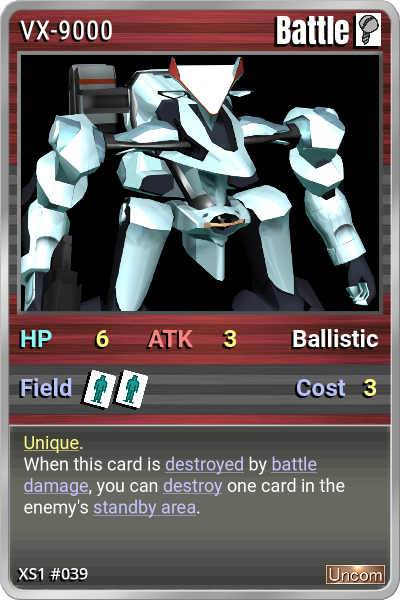 VX-9000 Battle
HP 6 ATK 3 Ballistic
Field Cost 3
Unique.
When this card is destroyed by battle
damage, you can destroy one card in the
enemy's standby area.
XS1 #039 Uncom